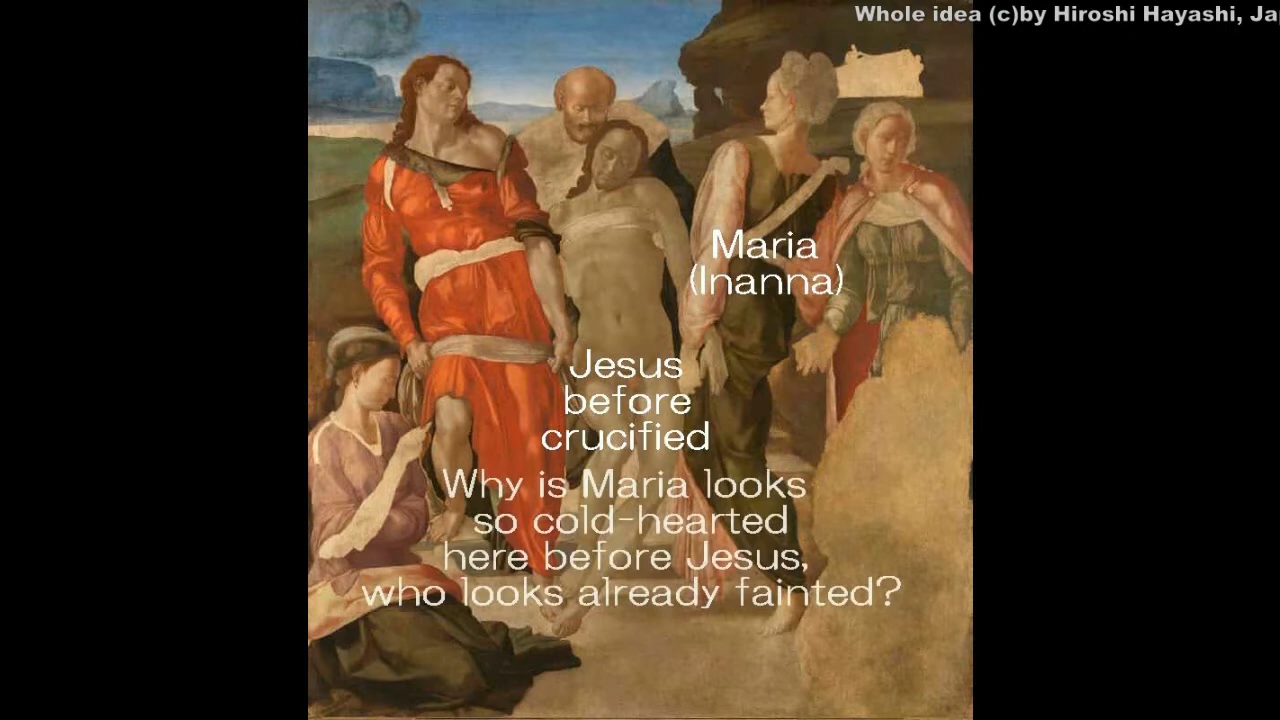 Whole idea (c)by Hiroshi Hayashi, Ja
Maria
(Inanna)
Jesus
before
crucified
Why is Maria looks
so cold-hearted
here before Jesus,
who looks already fainted?